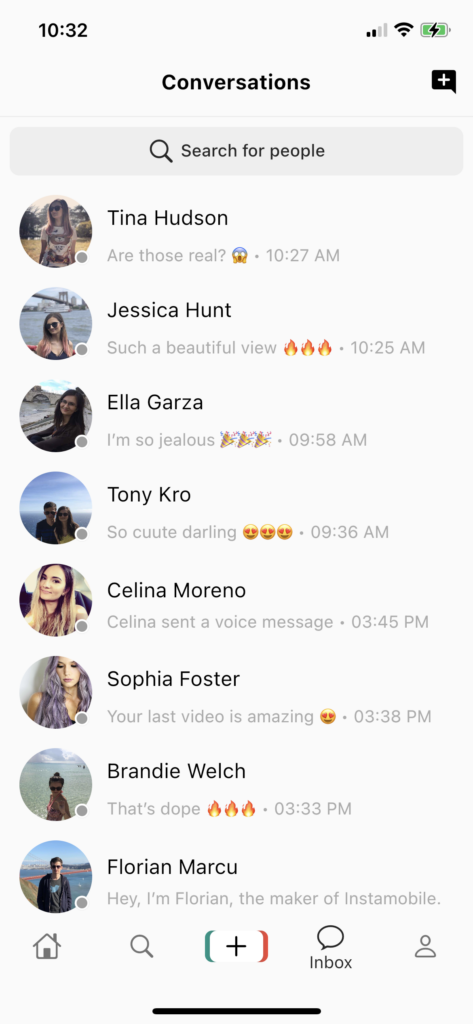 10:32
Conversations
Search for people
Tina Hudson
Are those real? 😱 • 10:27 AM
Jessica Hunt
Such a beautiful view 🔥🔥🔥 • 10:25 AM
Ella Garza
I’m so jealous 🎉🎉🎉 • 09:58 AM
Tony Kro
So cuute darling 😍😍😍 • 09:36 AM
Celina Moreno
Celina sent a voice message • 03:45 PM
Sophia Foster
Your last video is amazing 😍 • 03:38 PM
Brandie Welch
That’s dope 🔥🔥🔥 • 03:33 PM
Florian Marcu
Hey, I’m Florian, the maker of Instamobile.
Inbox